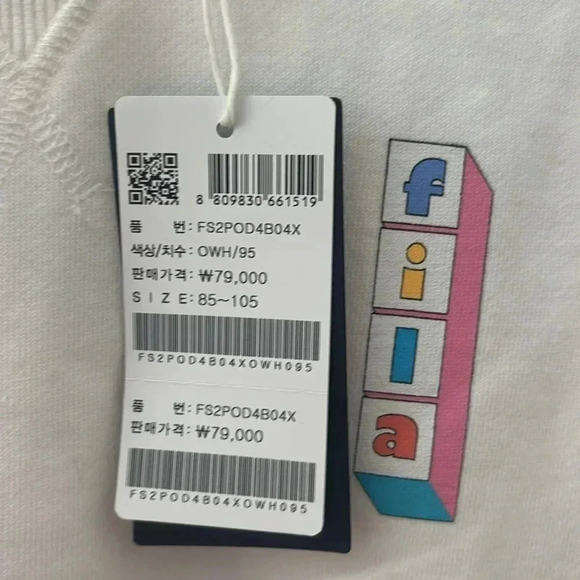 8 809830 661519
품 번: FS2POD4B04X
색상/치수: OWH/95
판매가격: ₩79,000
SIZE: 85~105
FS2POD4B04XOWH095
품 번: FS2POD4B04X
판매가격: ₩79,000
FS2POD4B04XOWH095
f
i
l
a